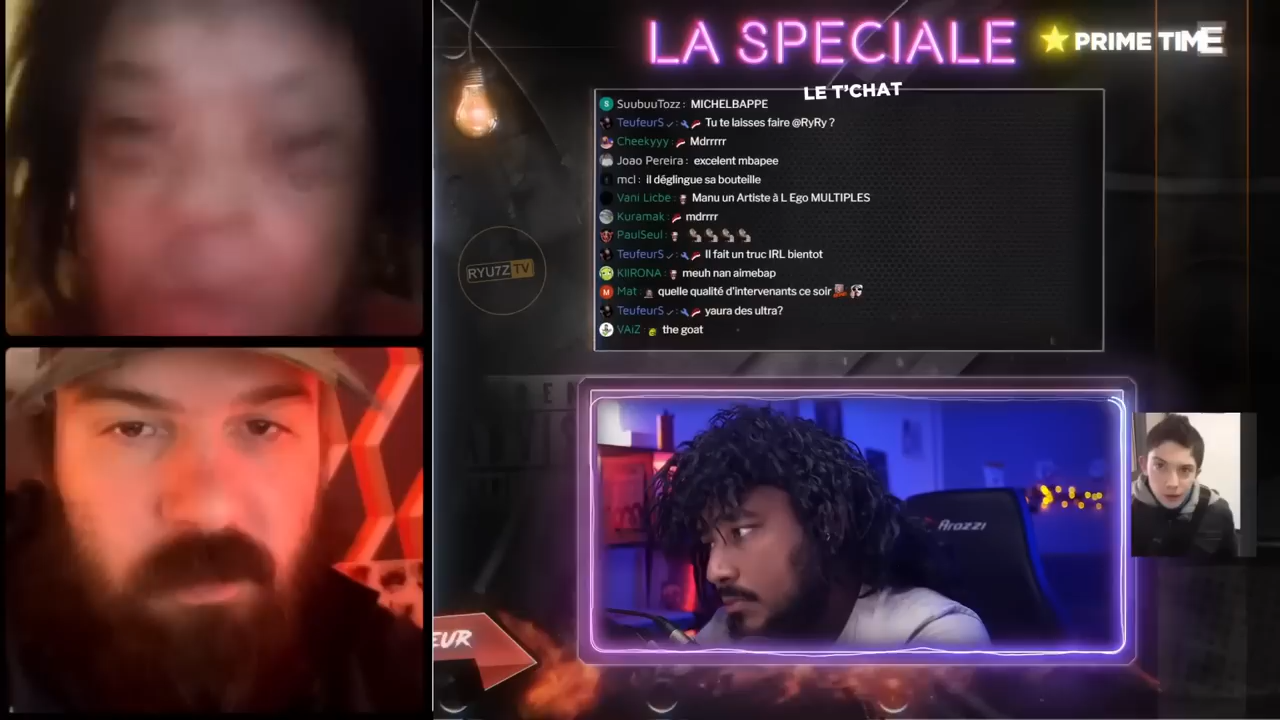 LA SPECIALE
PRIME TIME
LE T'CHAT
SuubuuTozz : MICHELBAPPE
TeufeurS : Tu te laisses faire @RyRy ?
Cheekyyy : Mdrrrrr
Joao Pereira : excelent mbapee
mcl : il déglingue sa bouteille
Vani Licbe : Manu un Artiste à L Ego MULTIPLES
Kuramak : mdrrrr
PaulSeul :
TeufeurS : Il fait un truc IRL bientot
KIIRONA : meuh nan aimebap
Mat : quelle qualité d'intervenants ce soir
TeufeurS : yaura des ultra?
VAiZ : the goat
RYU7Z TV
Arozzi
EUR